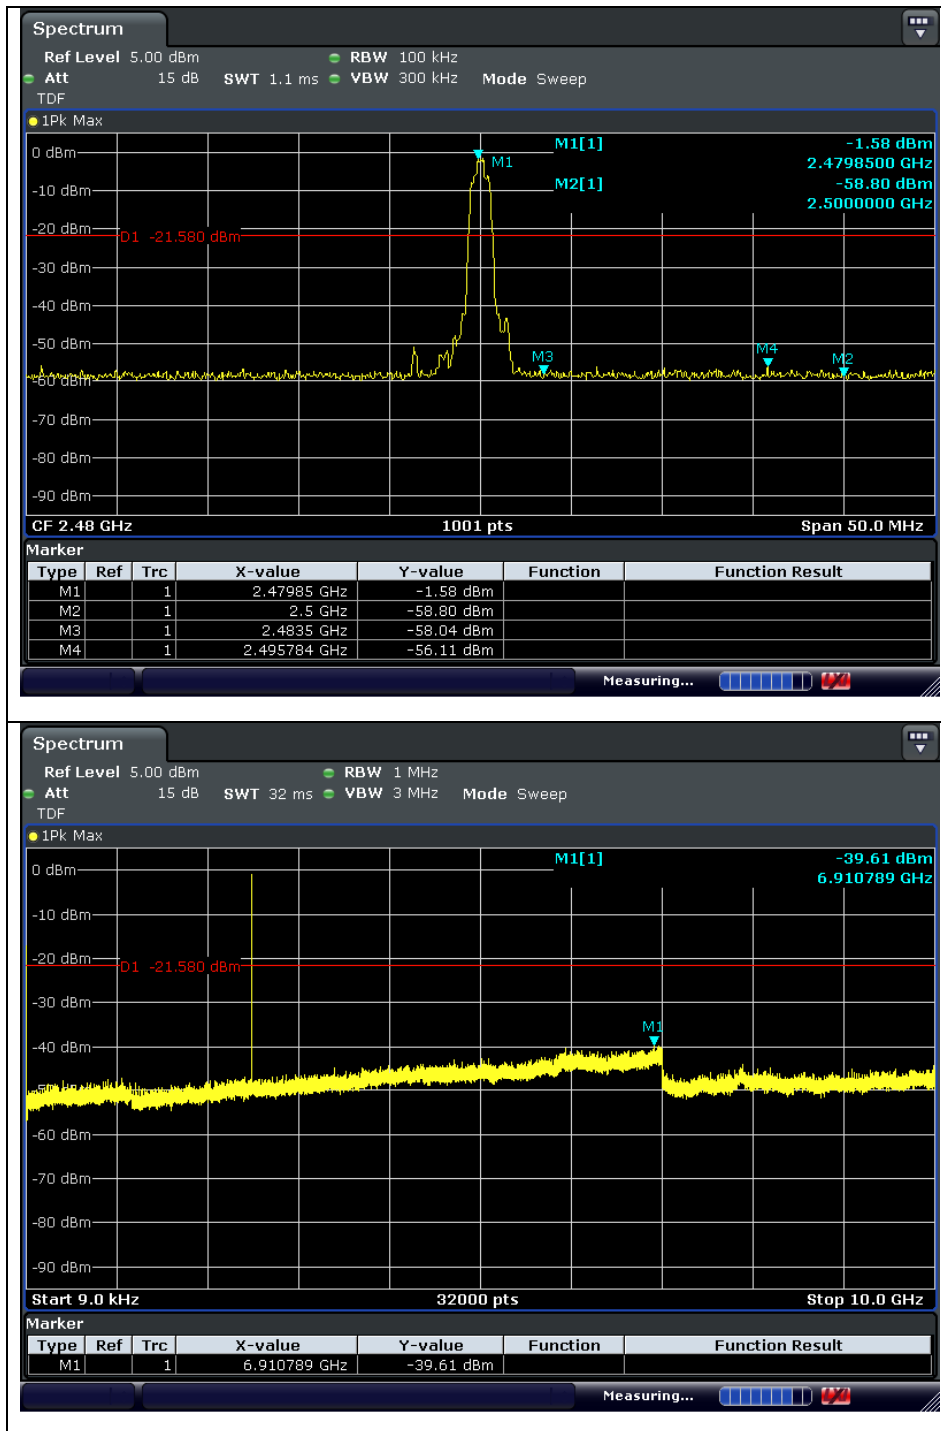 Spectrum
Ref Level 5.00 dBm RBW 100 kHz
Att 15 dB SWT 1.1 ms VBW 300 kHz Mode Sweep
TDF
1Pk Max
M1[1] -1.58 dBm
2.4798500 GHz
M2[1] -58.80 dBm
2.5000000 GHz
0 dBm
M1
-10 dBm
-20 dBm
D1 -21.580 dBm
-30 dBm
-40 dBm
-50 dBm
M3
M4
M2
-60 dBm
-70 dBm
-80 dBm
-90 dBm
CF 2.48 GHz 1001 pts Span 50.0 MHz
Marker
Type Ref Trc X-value Y-value Function Function Result
M1 1 2.47985 GHz -1.58 dBm
M2 1 2.5 GHz -58.80 dBm
M3 1 2.4835 GHz -58.04 dBm
M4 1 2.495784 GHz -56.11 dBm
Measuring...
Spectrum
Ref Level 5.00 dBm RBW 1 MHz
Att 15 dB SWT 32 ms VBW 3 MHz Mode Sweep
TDF
1Pk Max
M1[1] -39.61 dBm
6.910789 GHz
0 dBm
-10 dBm
-20 dBm
D1 -21.580 dBm
-30 dBm
M1
-40 dBm
-60 dBm
-70 dBm
-80 dBm
-90 dBm
Start 9.0 kHz 32000 pts Stop 10.0 GHz
Marker
Type Ref Trc X-value Y-value Function Function Result
M1 1 6.910789 GHz -39.61 dBm
Measuring...